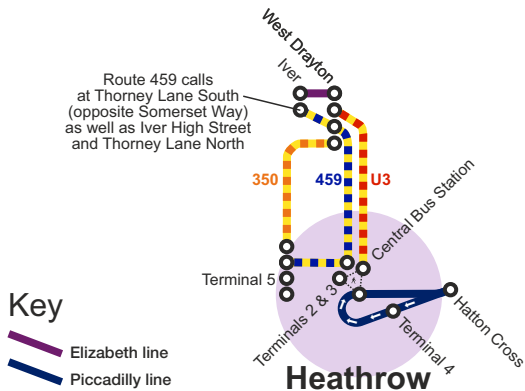 West Drayton
Iver
Route 459 calls
at Thorney Lane South
(opposite Somerset Way)
as well as Iver High Street
and Thorney Lane North
350
459
U3
Central Bus Station
Terminal 5
Terminals 2 & 3
Hatton Cross
Terminal 4
Key
Elizabeth line
Piccadilly line
Heathrow